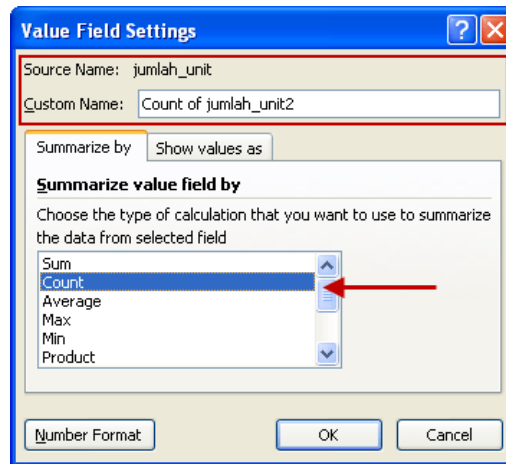 Value Field Settings
Source Name: jumlah_unit
Custom Name: Count of jumlah_unit2
Summarize by Show values as
Summarize value field by
Choose the type of calculation that you want to use to summarize
the data from selected field
Sum
Count
Average
Max
Min
Product
Number Format OK Cancel